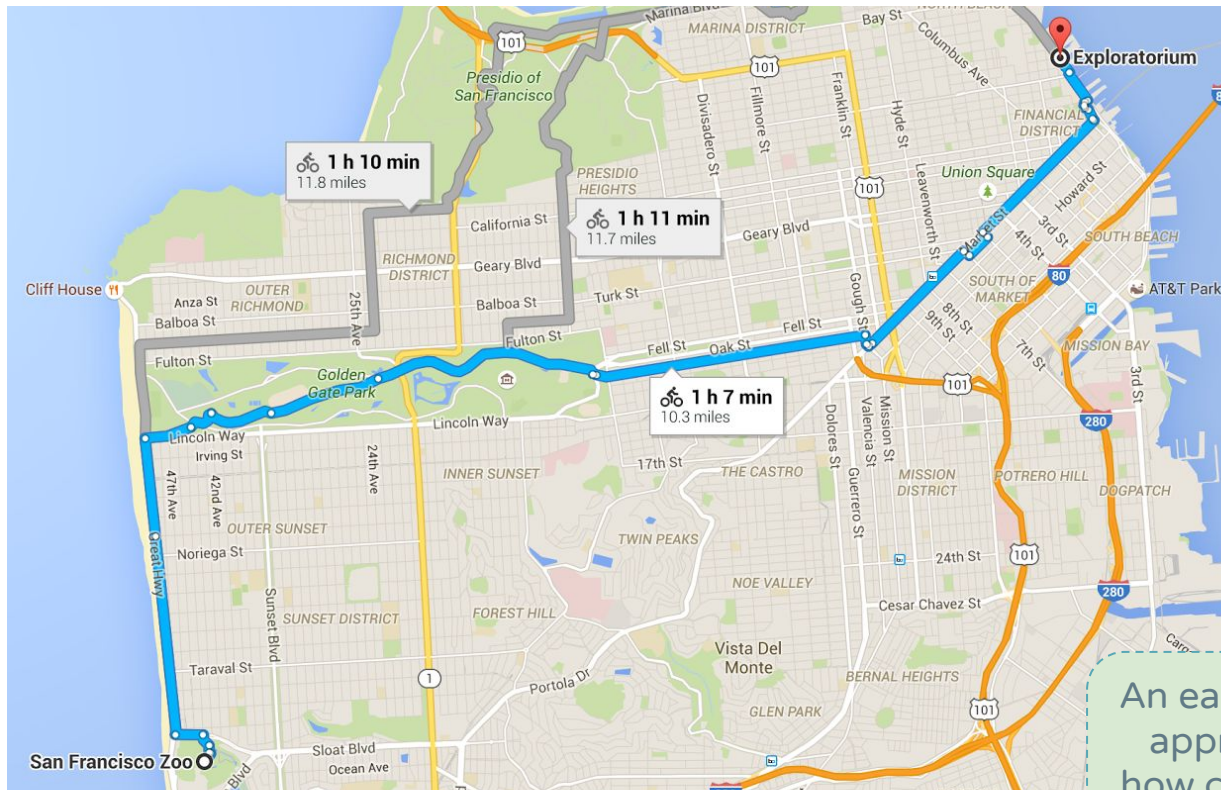 Marina Blvd
NORTH BEACH
MARINA DISTRICT
Bay St
101
Columbus Ave
Exploratorium
Presidio of
San Francisco
101
Divisadero St
Fillmore St
Franklin St
Hyde St
FINANCIAL
DISTRICT
1 h 10 min
11.8 miles
PRESIDIO
HEIGHTS
101
Leavenworth St
Union Square
Howard St
California St
1 h 11 min
11.7 miles
Geary Blvd
Market St
3rd St
4th St
SOUTH BEACH
RICHMOND
DISTRICT
Geary Blvd
Cliff House
OUTER
RICHMOND
Anza St
25th Ave
Balboa St
Turk St
Gough St
SOUTH OF
MARKET
80
AT&T Park
Balboa St
8th St
9th St
Fulton St
Fulton St
Fell St
Fell St
Oak St
7th St
MISSION BAY
Golden
Gate Park
1 h 7 min
10.3 miles
101
3rd St
Lincoln Way
Lincoln Way
Irving St
280
47th Ave
42nd Ave
24th Ave
INNER SUNSET
17th St
THE CASTRO
Dolores St
Valencia St
Mission St
Guerrero St
MISSION
DISTRICT
POTRERO HILL
DOGPATCH
OUTER SUNSET
Great Hwy
Noriega St
TWIN PEAKS
24th St
101
NOE VALLEY
280
Sunset Blvd
SUNSET DISTRICT
FOREST HILL
Cesar Chavez St
Taraval St
Vista Del
Monte
1
Portola Dr
BERNAL HEIGHTS
101
GLEN PARK
An
San Francisco Zoo
Sloat Blvd
Ocean Ave
how